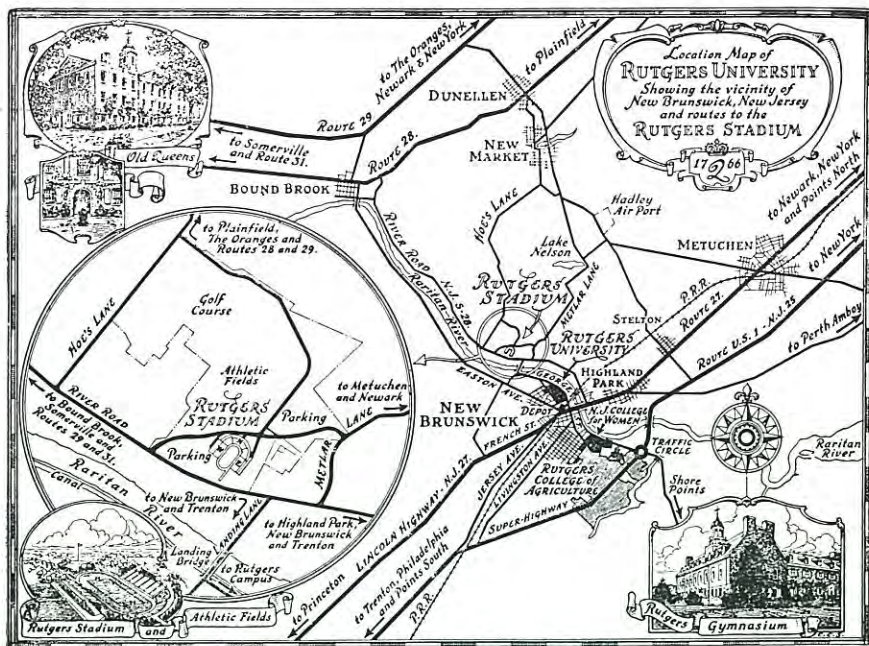 Location Map of
RUTGERS UNIVERSITY
Showing the vicinity of
New Brunswick, New Jersey
and routes to the
RUTGERS STADIUM
17 Q 66
Old Queens
to The Oranges,
Newark & New York
to Plainfield
ROUTE 29
DUNELLEN
to Somerville
and Route 31.
ROUTE 28.
NEW
MARKET
BOUND BROOK
HOE'S LANE
Hadley
Air Port
to Newark, New York
and Points North
METUCHEN
to New York
Lake
Nelson
RIVER ROAD N.J.S-28.
Raritan River
RUTGERS
STADIUM
METLAR LANE
P.R.R.
ROUTE 27.
STELTON
ROUTE U.S. 1 - N.J. 25
to Perth Amboy
RUTGERS
UNIVERSITY
HIGHLAND
PARK
EASTON
AVE.
GEORGE
DEPOT
NEW
BRUNSWICK
FRENCH ST.
N.J. COLLEGE
for WOMEN
TRAFFIC
CIRCLE
Raritan
River
JERSEY AVE.
LIVINGSTON AVE.
RUTGERS
COLLEGE of
AGRICULTURE
Shore
Points
SUPER-HIGHWAY
LINCOLN HIGHWAY - N.J. 27.
to Princeton
to Trenton, Philadelphia
and Points South
P.R.R.
to Plainfield,
The Oranges and
Routes 28 and 29.
HOE'S LANE
Golf
Course
Athletic
Fields
RUTGERS
STADIUM
Parking
to Metuchen
and Newark
METLAR LANE
RIVER ROAD
to Bound Brook,
Somerville and
Routes 29 and 31.
Parking
Raritan
River
Canal
to New Brunswick
and Trenton
LANDING LANE
to Highland Park,
New Brunswick
and Trenton
Landing
Bridge
to Rutgers
Campus
Rutgers Stadium and Athletic Fields
Rutgers Gymnasium